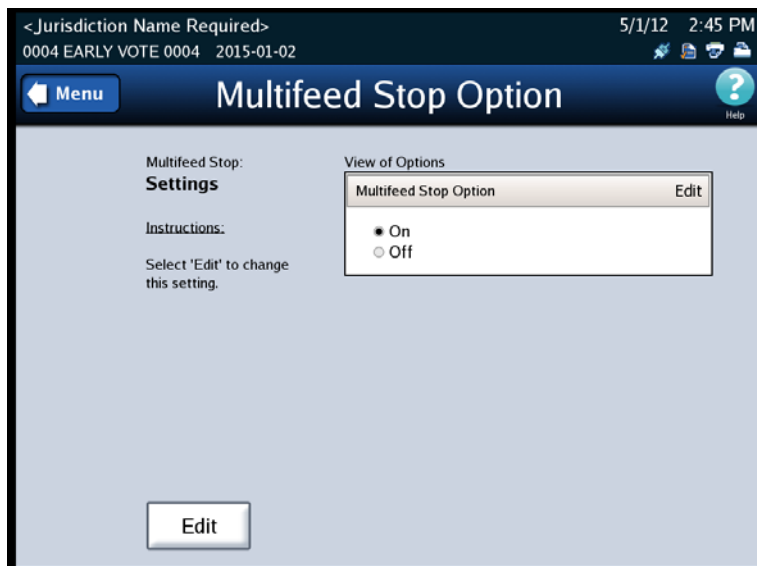 <Jurisdiction Name Required>
5/1/12 2:45 PM
0004 EARLY VOTE 0004 2015-01-02
Menu
Multifeed Stop Option
Help
Multifeed Stop:
Settings
Instructions:
Select 'Edit' to change
this setting.
View of Options
Multifeed Stop Option Edit
On
Off
Edit